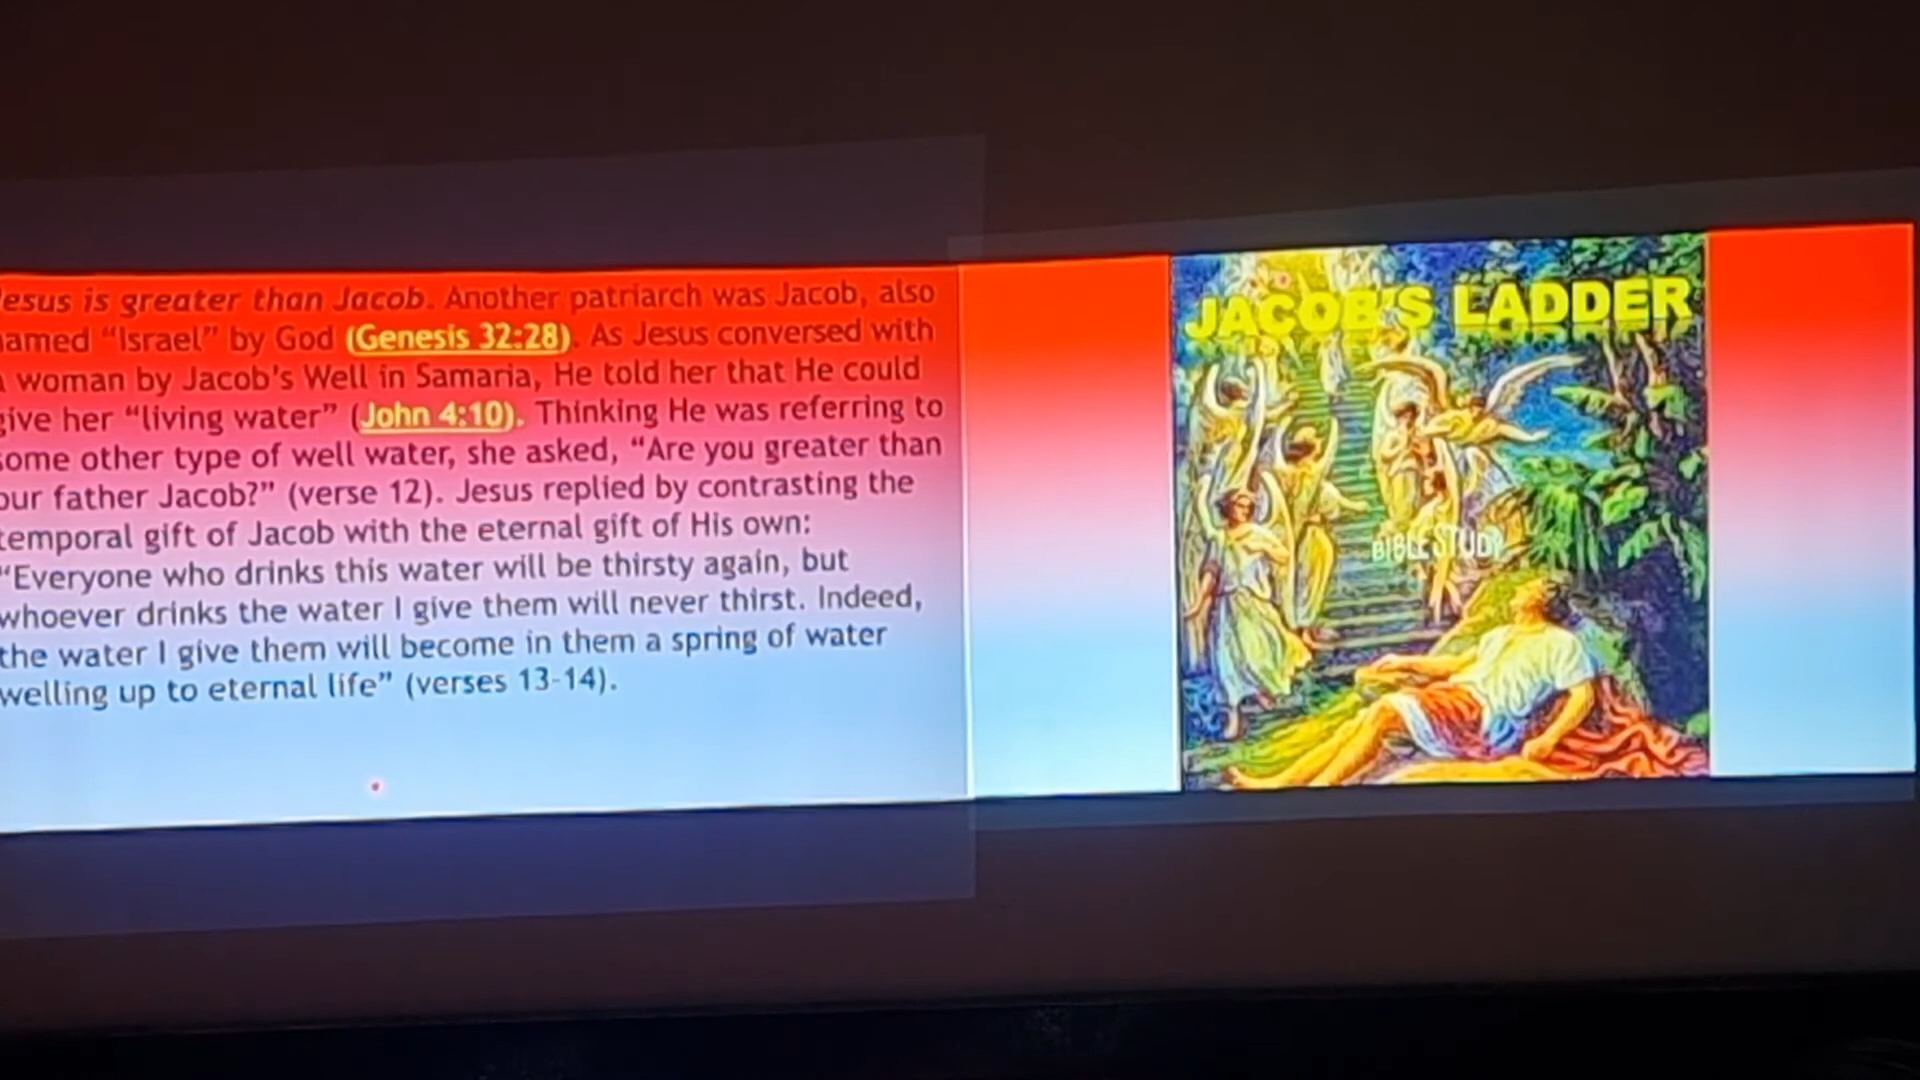 esus is greater than Jacob. Another patriarch was Jacob, also
amed “Israel” by God (Genesis 32:28). As Jesus conversed with
woman by Jacob’s Well in Samaria, He told her that He could
give her “living water” (John 4:10). Thinking He was referring to
some other type of well water, she asked, “Are you greater than
our father Jacob?” (verse 12). Jesus replied by contrasting the
temporal gift of Jacob with the eternal gift of His own:
“Everyone who drinks this water will be thirsty again, but
whoever drinks the water I give them will never thirst. Indeed,
the water I give them will become in them a spring of water
welling up to eternal life” (verses 13-14).
JACOB'S LADDER
BIBLE STUDY